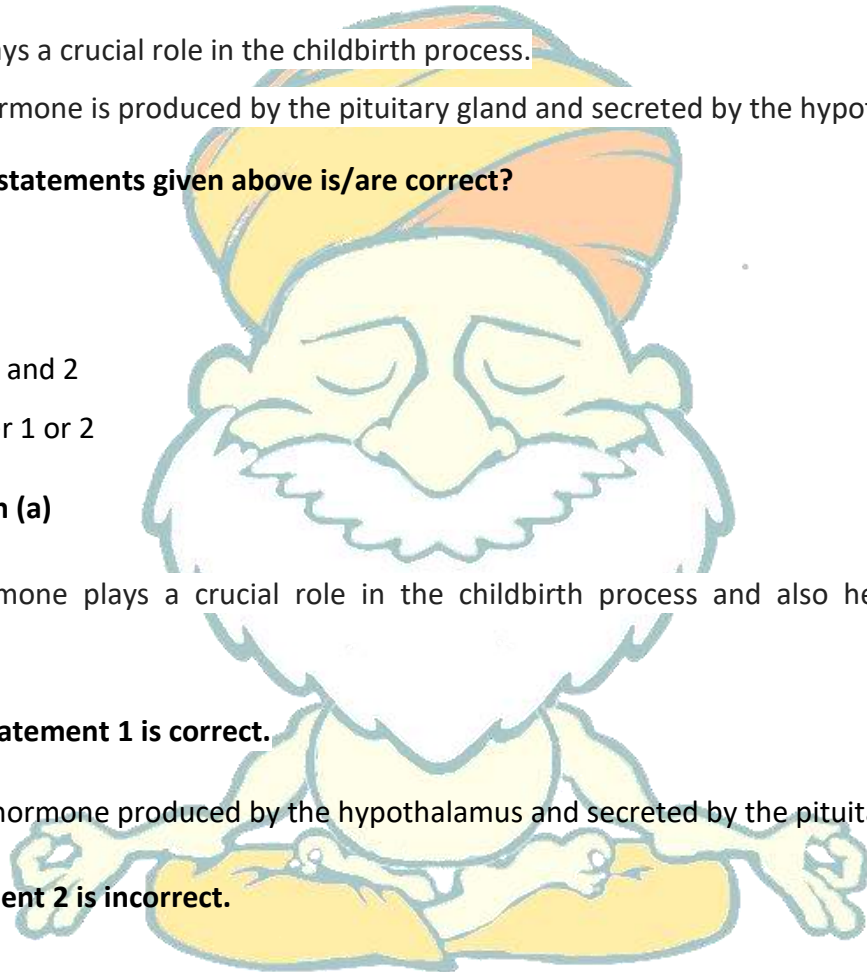 ys a crucial role in the childbirth process.
rmone is produced by the pituitary gland and secreted by the hypot
statements given above is/are correct?
and 2
r 1 or 2
n (a)
mone plays a crucial role in the childbirth process and also he
atement 1 is correct.
hormone produced by the hypothalamus and secreted by the pituit
ent 2 is incorrect.